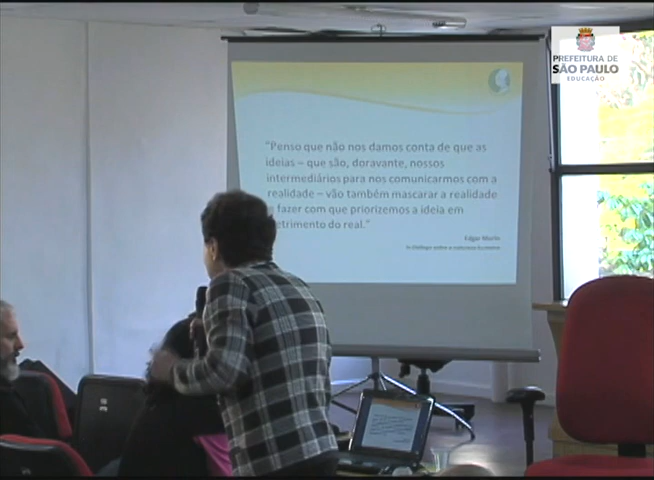 PREFEITURA DE
SÃO PAULO
EDUCAÇÃO
“Penso que não nos damos conta de que as
ideias – que são, doravante, nossos
intermediários para nos comunicarmos com a
realidade – vão também mascarar a realidade
e fazer com que priorizemos a ideia em
detrimento do real.”
Edgar Morin